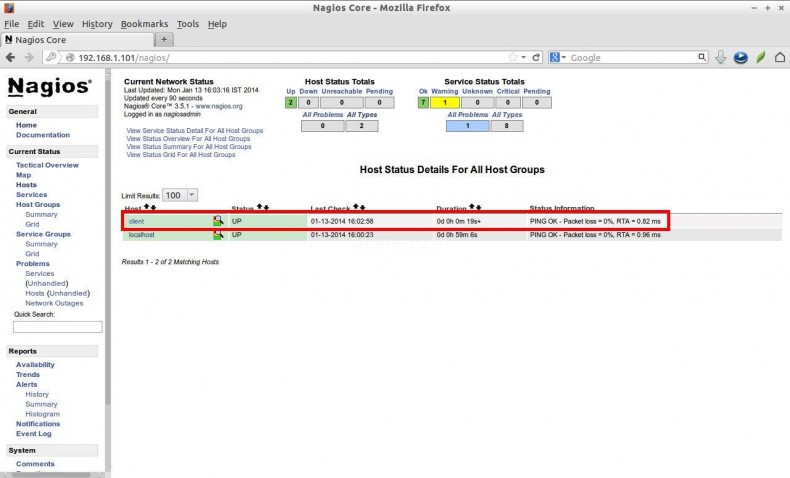 Nagios Core - Mozilla Firefox
File Edit View History Bookmarks Tools Help
Nagios Core
192.168.1.101/nagios/
Google
Nagios®
General
Home
Documentation
Current Status
Tactical Overview
Map
Hosts
Services
Host Groups
Summary
Grid
Service Groups
Summary
Grid
Problems
Services
(Unhandled)
Hosts (Unhandled)
Network Outages
Quick Search:
Reports
Availability
Trends
Alerts
History
Summary
Histogram
Notifications
Event Log
System
Comments
Current Network Status
Last Updated: Mon Jan 13 16:03:16 IST 2014
Updated every 90 seconds
Nagios® Core™ 3.5.1 - www.nagios.org
Logged in as nagiosadmin
View Service Status Detail For All Host Groups
View Status Overview For All Host Groups
View Status Summary For All Host Groups
View Status Grid For All Host Groups
Host Status Totals
Up Down Unreachable Pending
2 0 0 0
All Problems All Types
0 2
Service Status Totals
Ok Warning Unknown Critical Pending
7 1 0 0 0
All Problems All Types
1 8
Host Status Details For All Host Groups
Limit Results: 100
Host Status Last Check Duration Status Information
client UP 01-13-2014 16:02:58 0d 0h 0m 19s+ PING OK - Packet loss = 0%, RTA = 0.82 ms
localhost UP 01-13-2014 16:00:23 0d 0h 59m 6s PING OK - Packet loss = 0%, RTA = 0.96 ms
Results 1 - 2 of 2 Matching Hosts